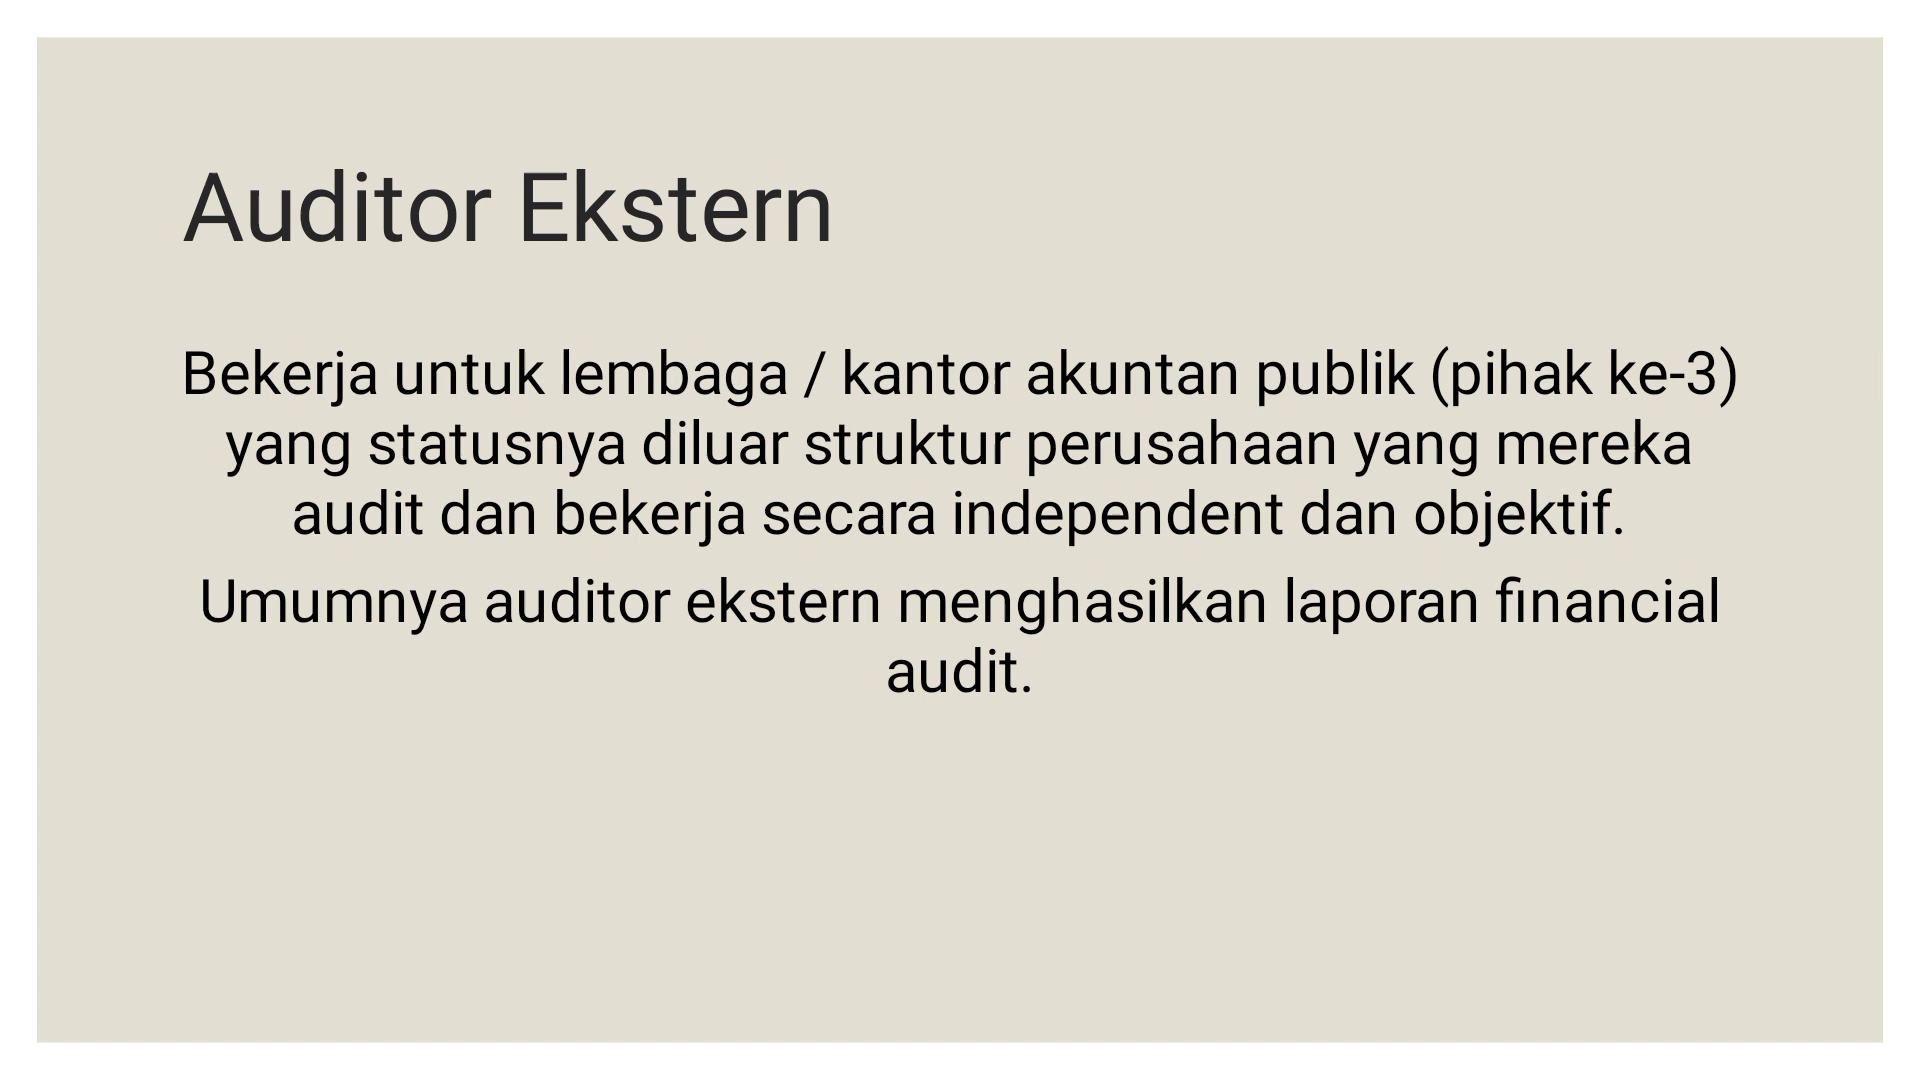 Auditor Ekstern
Bekerja untuk lembaga / kantor akuntan publik (pihak ke-3)
yang statusnya diluar struktur perusahaan yang mereka
audit dan bekerja secara independent dan objektif.
Umumnya auditor ekstern menghasilkan laporan financial
audit.